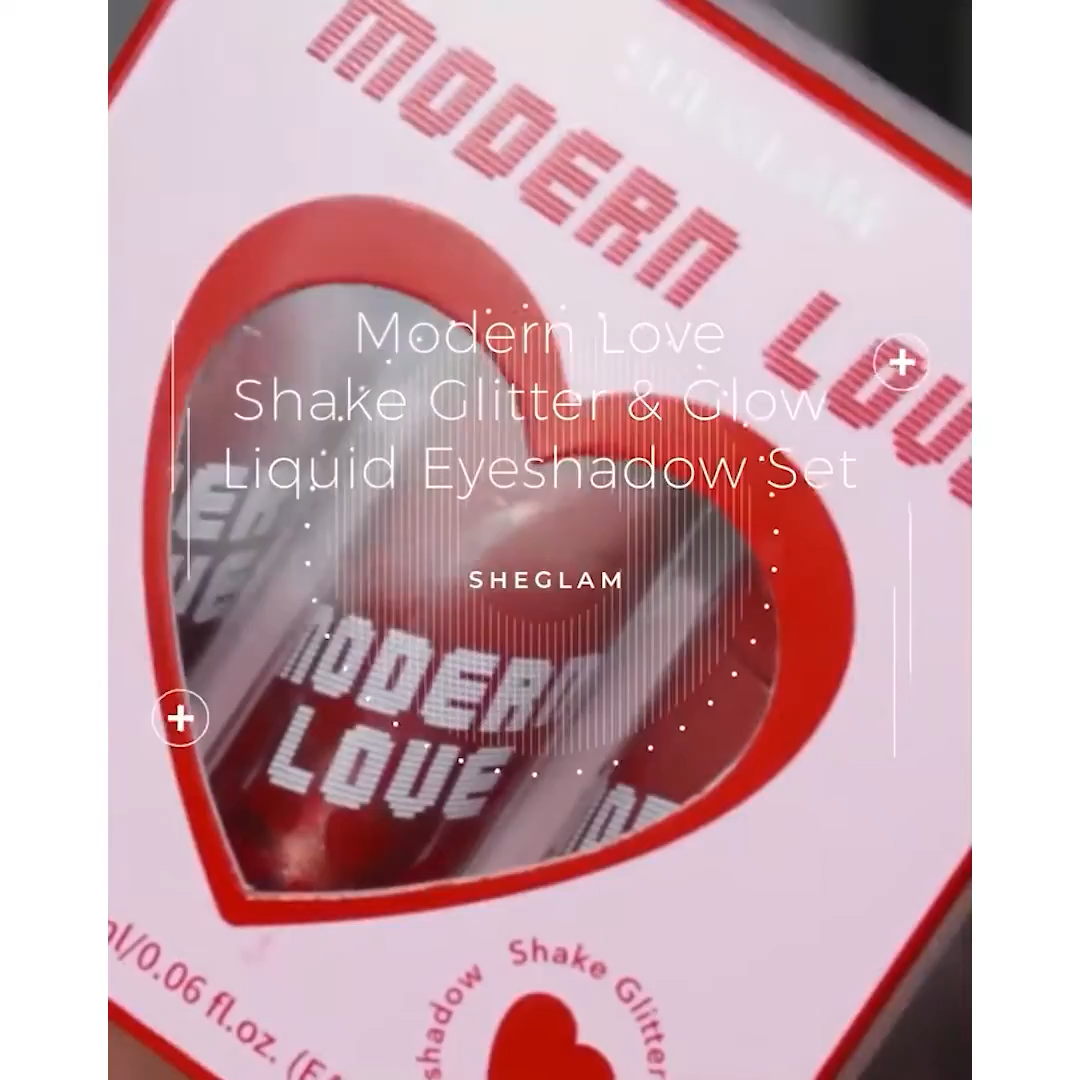 SHEGLAM
MODERN LOVE
Modern Love
Shake Glitter & Glow
Liquid Eyeshadow Set
SHEGLAM
MODERN
LOVE
/0.06 fl.oz.
Shake Glitter